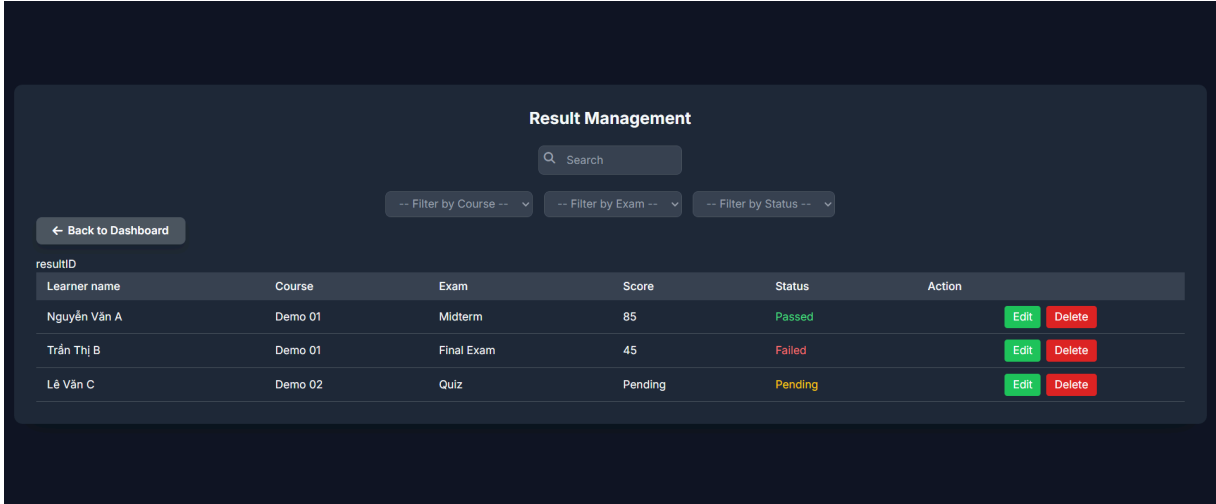 Result Management
Search
-- Filter by Course -- -- Filter by Exam -- -- Filter by Status --
← Back to Dashboard
resultID
Learner name Course Exam Score Status Action
Nguyễn Văn A Demo 01 Midterm 85 Passed Edit Delete
Trần Thị B Demo 01 Final Exam 45 Failed Edit Delete
Lê Văn C Demo 02 Quiz Pending Pending Edit Delete